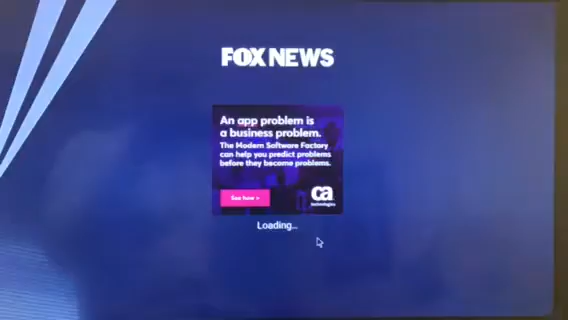 FOX NEWS
An app problem is
a business problem.
The Modern Software Factory
can help you predict problems
before they become problems.
See how >
ca
technologies
Loading...